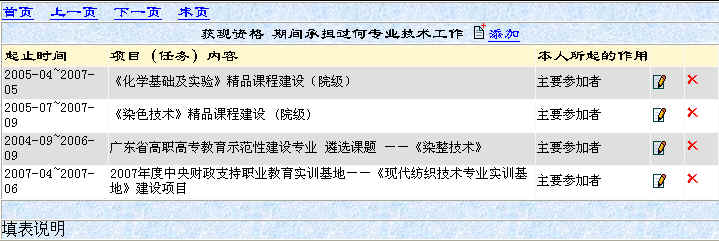 首页 上一页 下一页 末页
获现资格 期间承担过何专业技术工作 添加
起止时间 项目（任务）内容 本人所起的作用
2005-04~2007-
05 《化学基础及实验》精品课程建设（院级） 主要参加者
2005-07~2007-
09 《染色技术》精品课程建设（院级） 主要参加者
2004-09~2006-
09 广东省高职高专教育示范性建设专业 遴选课题 ——《染整技术》 主要参加者
2007-04~2007-
06 2007年度中央财政支持职业教育实训基地——《现代纺织技术专业实训基
地》建设项目 主要参加者
填表说明